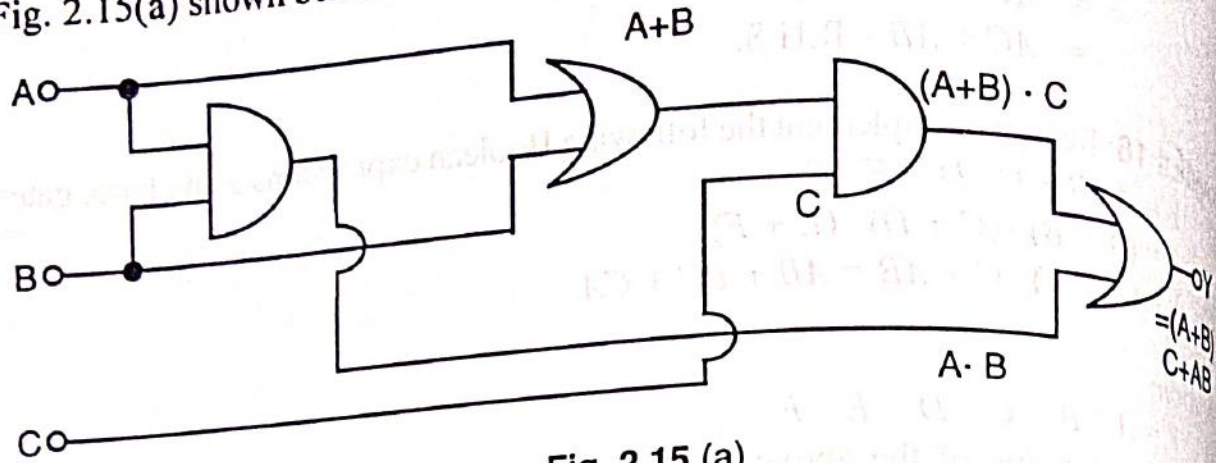 Fig. 2.15(a) shown
A+B
A
(A+B) · C
C
B
Y
=(A+B)
C+AB
A· B
C
Fig. 2.15 (a)